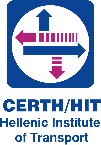 CERTH/HIT
Hellenic Institute
of Transport